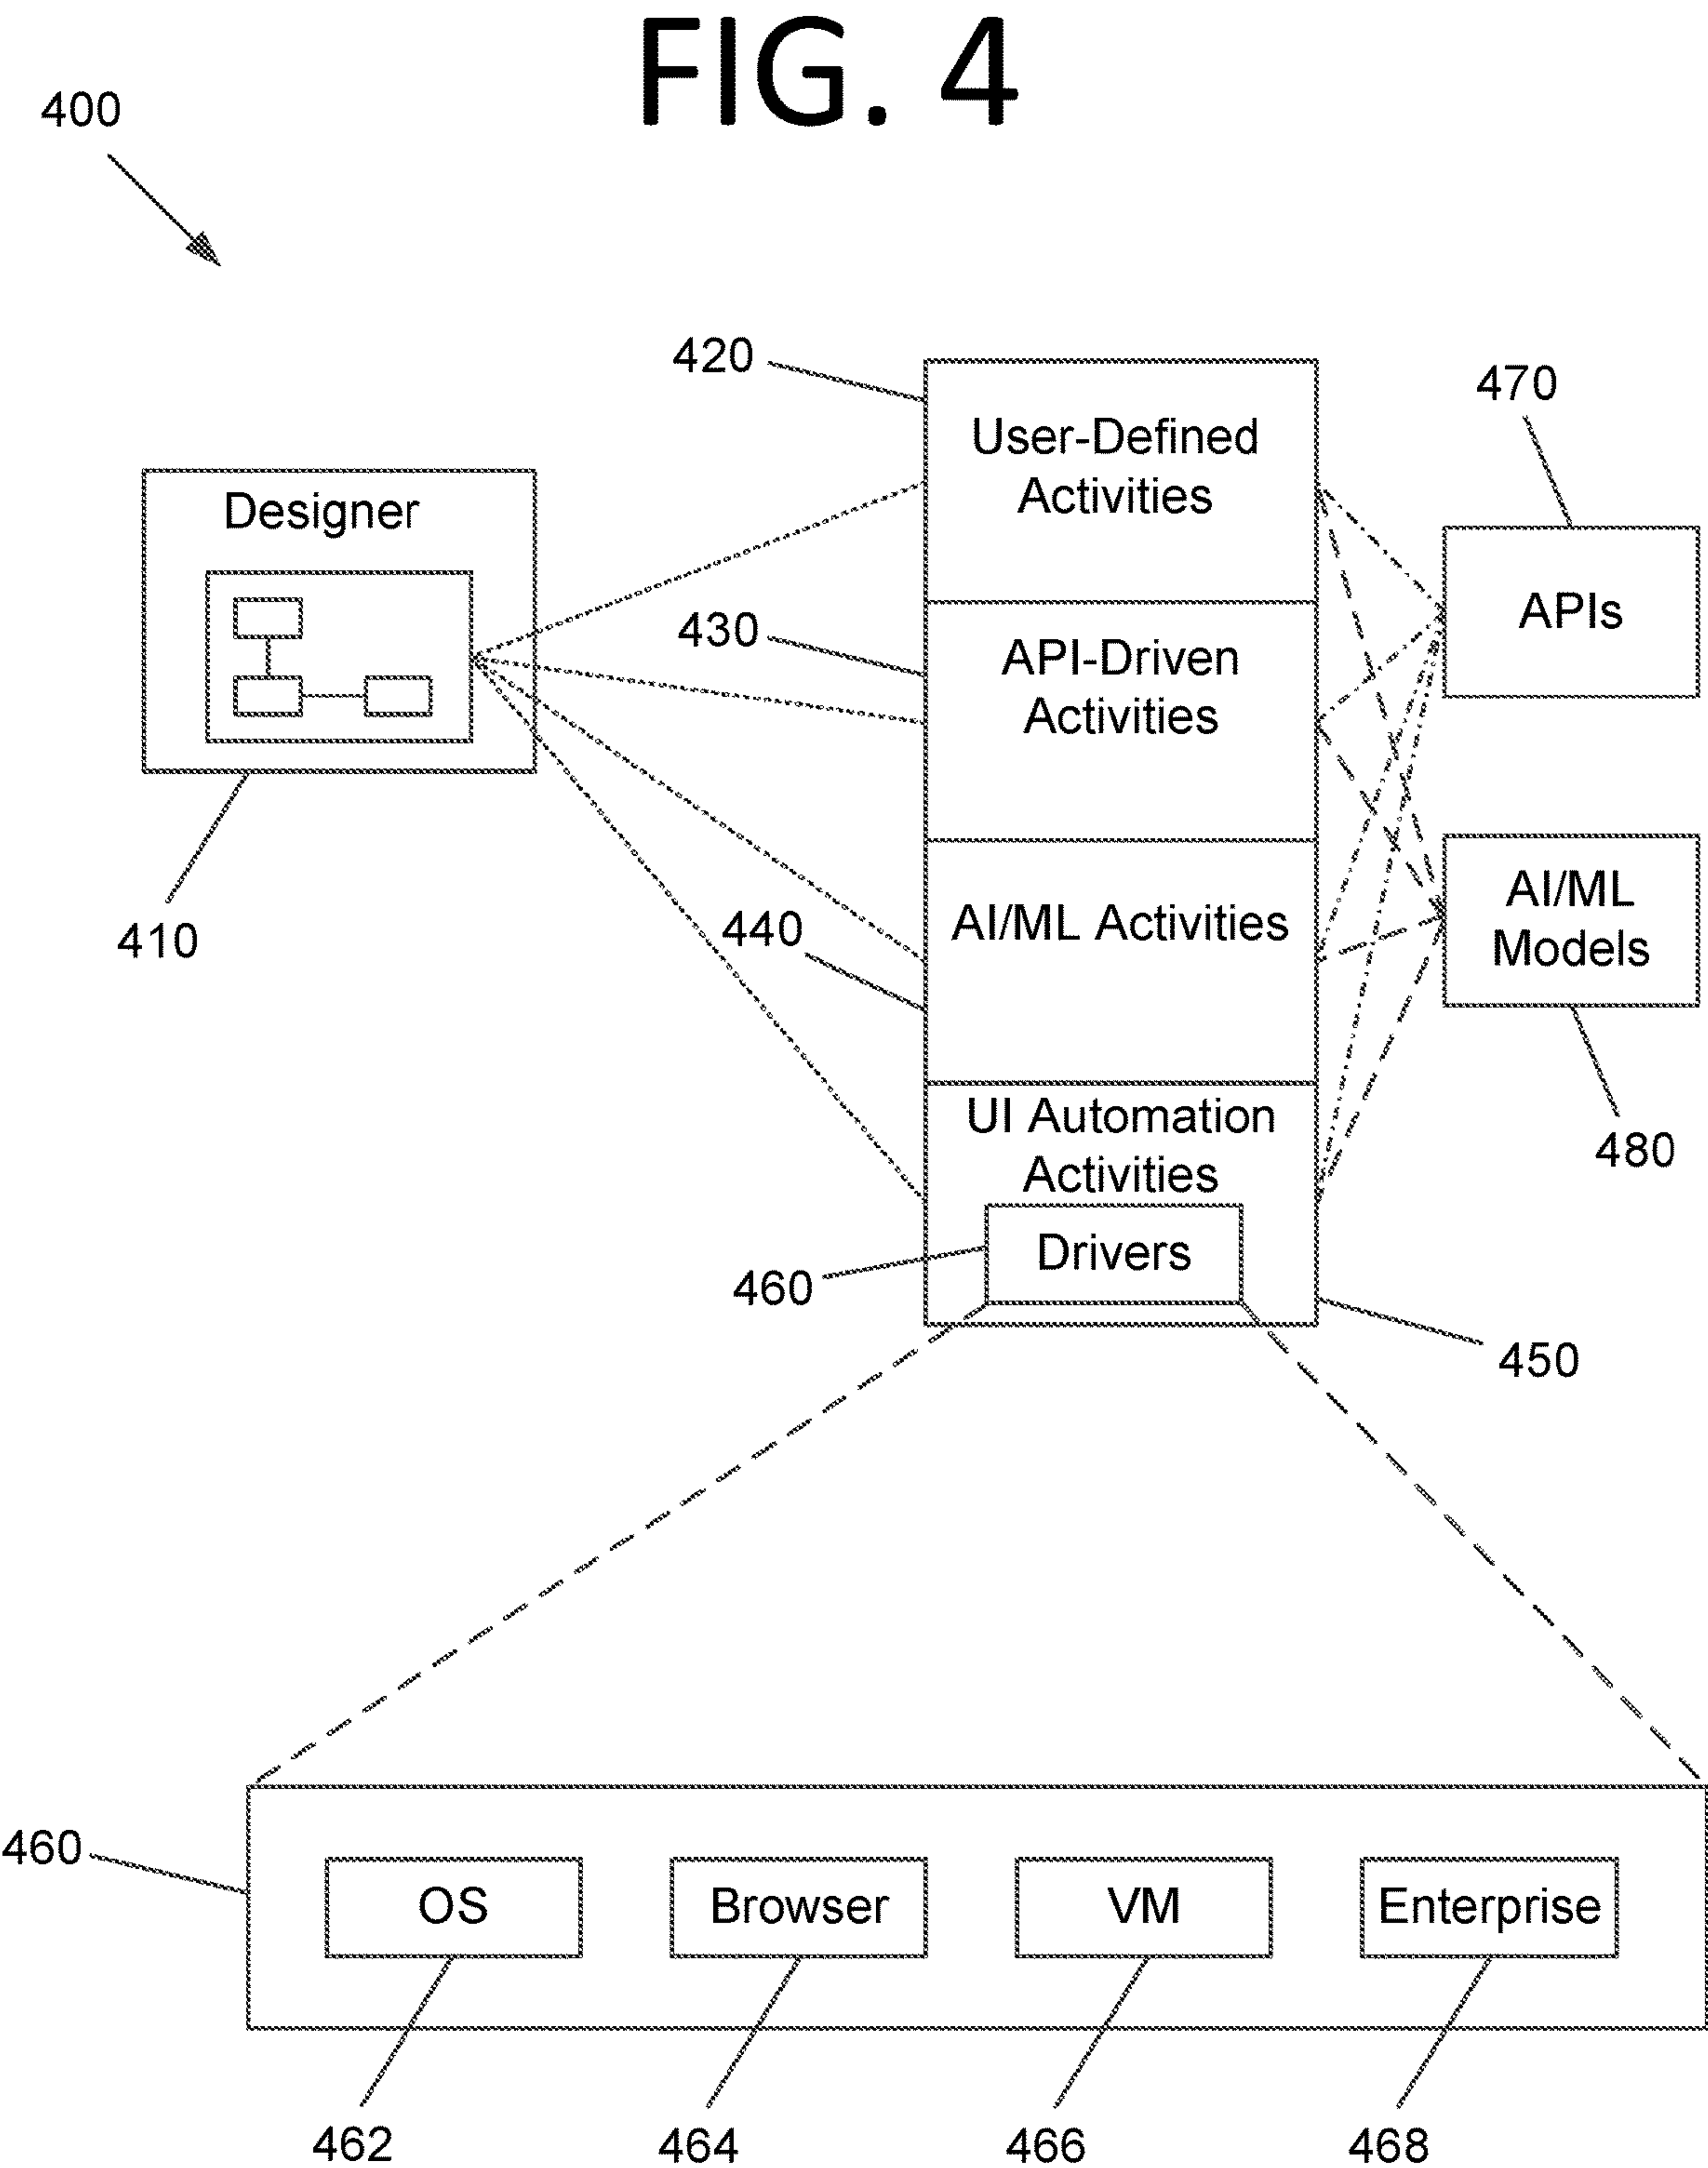 FIG. 4
400
420
User-Defined
Activities
470
Designer
APIs
430
API-Driven
Activities
410
440
AI/ML Activities
AI/ML
Models
480
UI Automation
Activities
460
Drivers
450
460
OS
Browser
VM
Enterprise
462
464
466
468